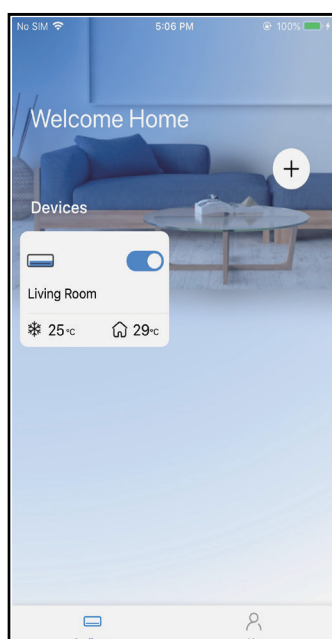 No SIM 5:06 PM 100%
Welcome Home
+
Devices
Living Room
25°C 29°C